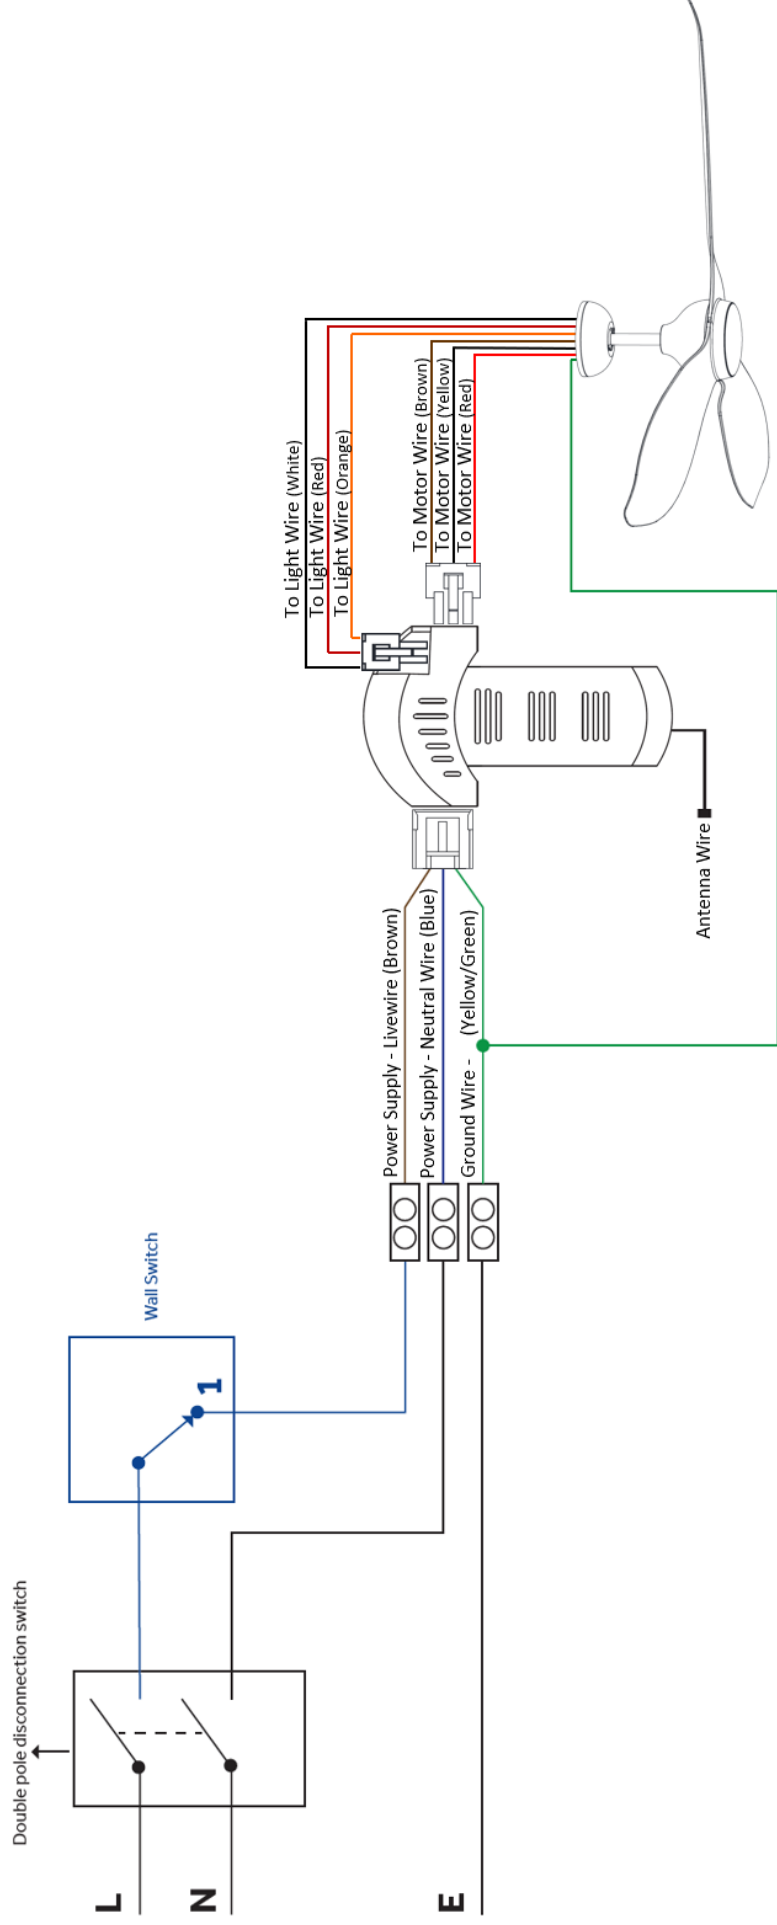 Double pole disconnection switch
L
N
E
Wall Switch
1
Power Supply - Livewire (Brown)
Power Supply - Neutral Wire (Blue)
Ground Wire - (Yellow/Green)
Antenna Wire
To Light Wire (White)
To Light Wire (Red)
To Light Wire (Orange)
To Motor Wire (Brown)
To Motor Wire (Yellow)
To Motor Wire (Red)